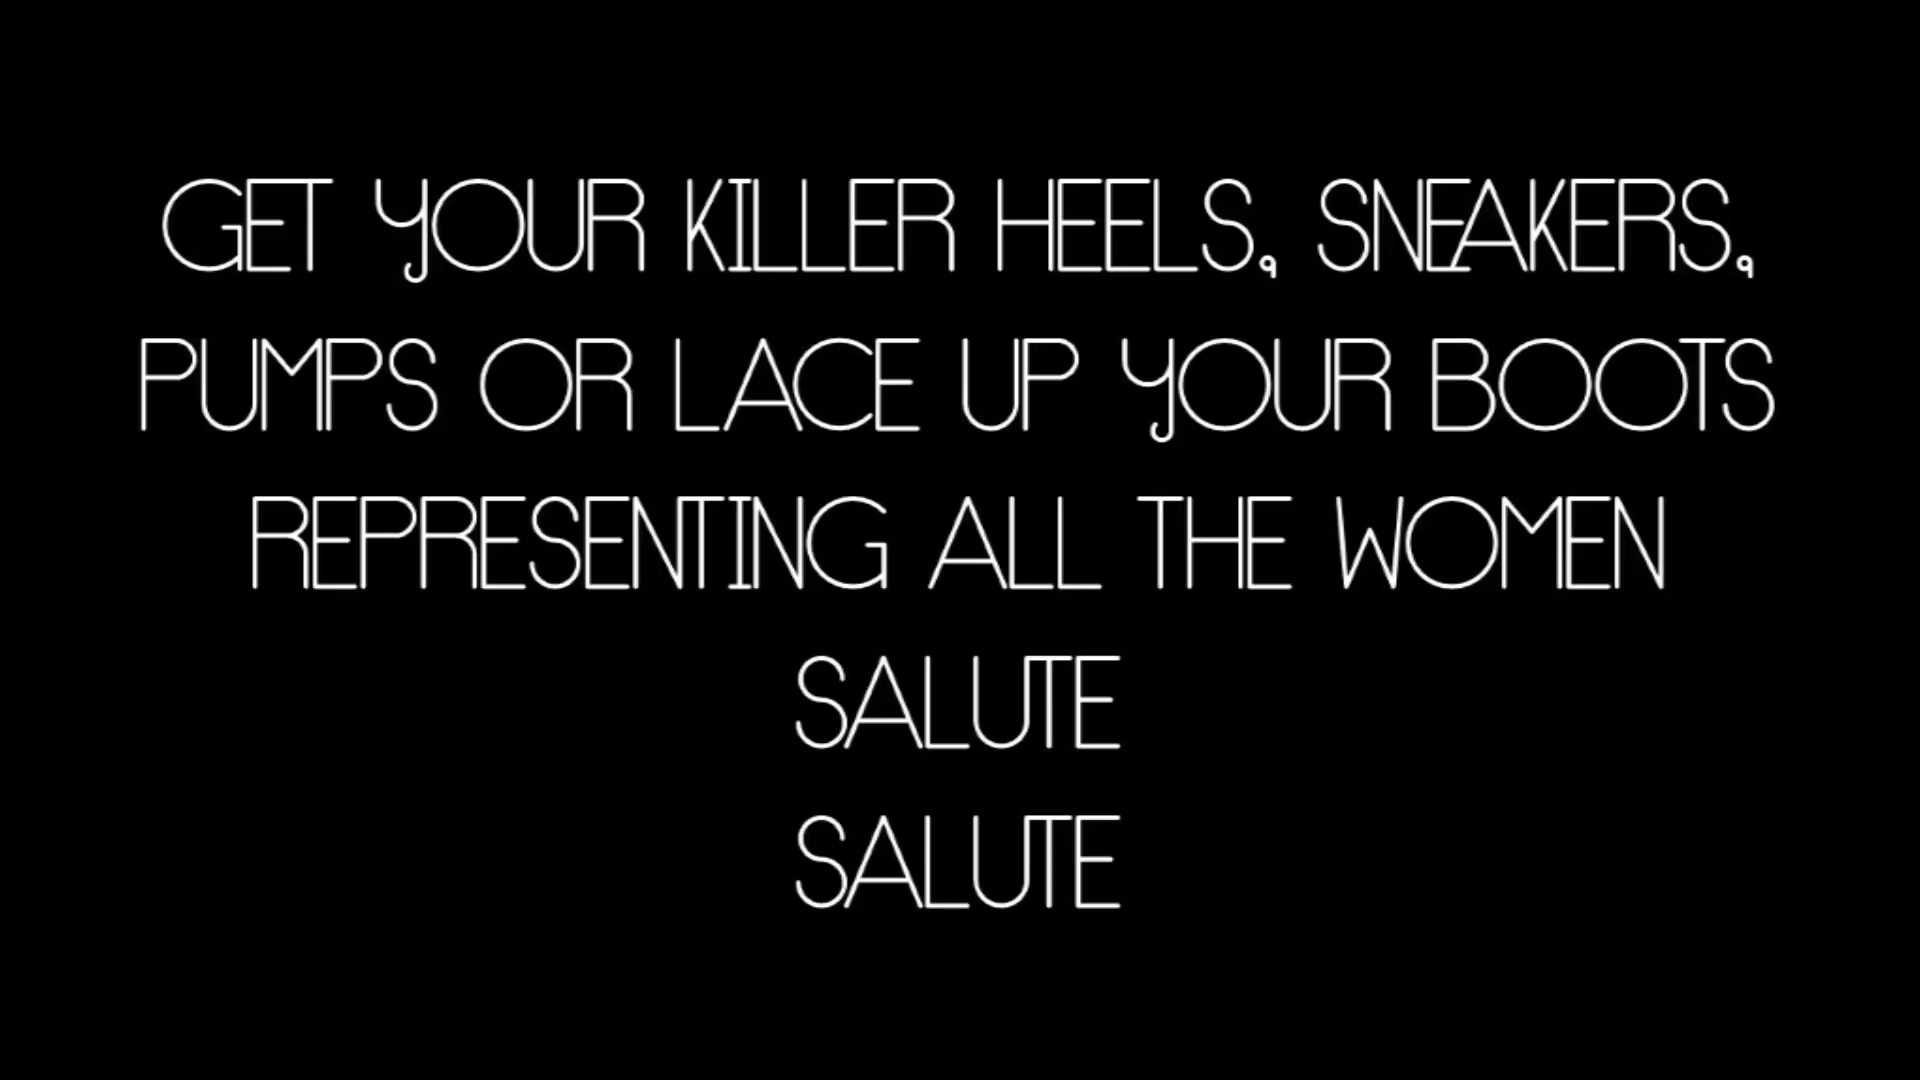 GET YOUR KILLER HEELS, SNEAKERS,
PUMPS OR LACE UP YOUR BOOTS
REPRESENTING ALL THE WOMEN
SALUTE
SALUTE